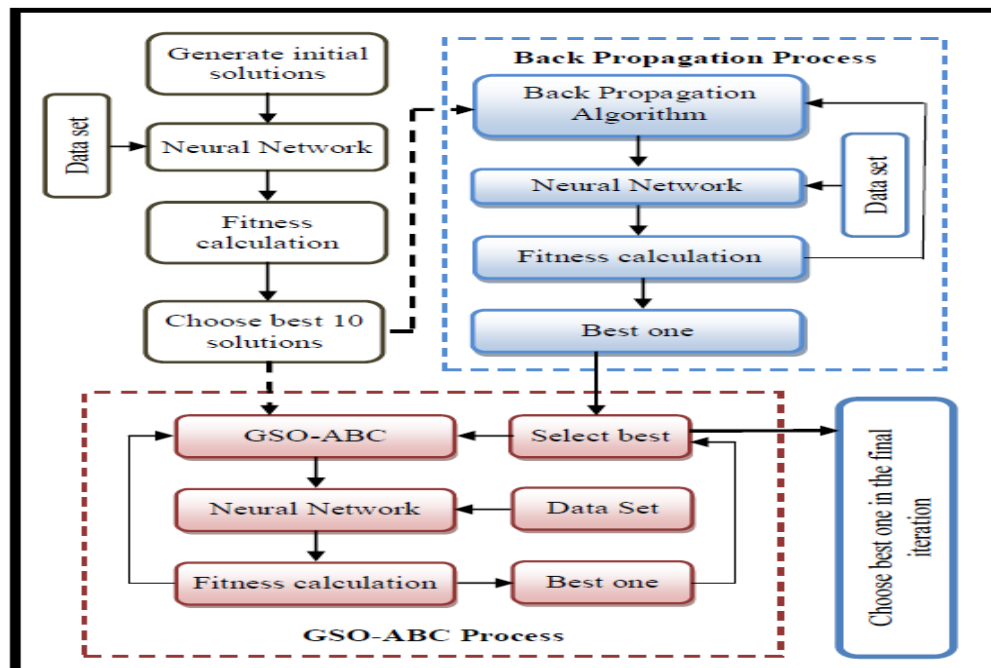 Generate initial
solutions
Data set
Neural Network
Fitness
calculation
Choose best 10
solutions
Back Propagation Process
Back Propagation
Algorithm
Neural Network
Data set
Fitness calculation
Best one
GSO-ABC
Select best
Neural Network
Data Set
Fitness calculation
Best one
GSO-ABC Process
Choose best one in the final
iteration